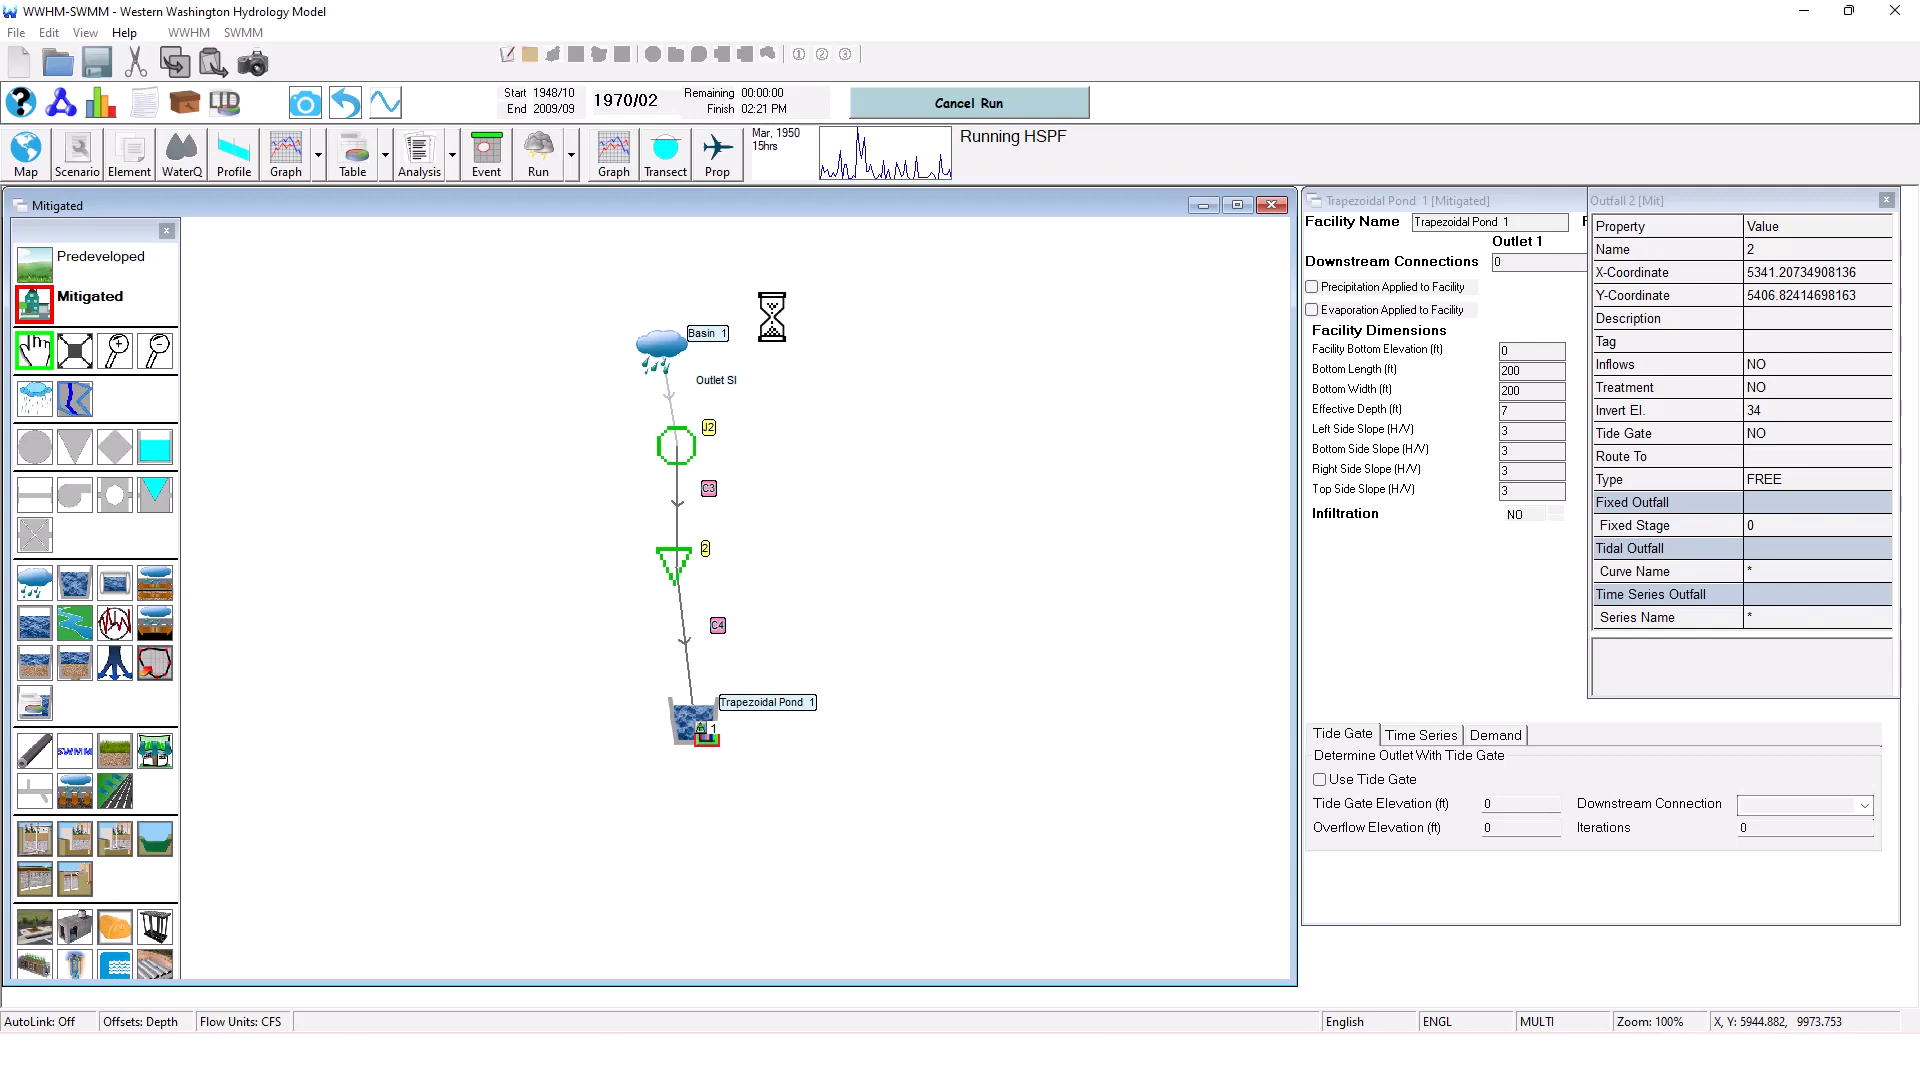 WWHM-SWMM - Western Washington Hydrology Model
File Edit View Help WWHM SWMM
Start 1948/10
End 2009/09
1970/02
Remaining 00:00:00
Finish 02:21 PM
Cancel Run
Map Scenario Element WaterQ Profile Graph Table Analysis Event Run Graph Transect Prop
Mar, 1950
15hrs
Running HSPF
Mitigated
Predeveloped
Mitigated
SWMM
Basin 1
Outlet SI
J2
C3
2
C4
Trapezoidal Pond 1
1
Trapezoidal Pond 1 [Mitigated]
Facility Name Trapezoidal Pond 1
Outlet 1
Downstream Connections 0
Precipitation Applied to Facility
Evaporation Applied to Facility
Facility Dimensions
Facility Bottom Elevation (ft) 0
Bottom Length (ft) 200
Bottom Width (ft) 200
Effective Depth (ft) 7
Left Side Slope (H/V) 3
Bottom Side Slope (H/V) 3
Right Side Slope (H/V) 3
Top Side Slope (H/V) 3
Infiltration NO
Outfall 2 [Mit]
Property Value
Name 2
X-Coordinate 5341.20734908136
Y-Coordinate 5406.82414698163
Description
Tag
Inflows NO
Treatment NO
Invert El. 34
Tide Gate NO
Route To
Type FREE
Fixed Outfall
Fixed Stage 0
Tidal Outfall
Curve Name *
Time Series Outfall
Series Name *
Tide Gate Time Series Demand
Determine Outlet With Tide Gate
Use Tide Gate
Tide Gate Elevation (ft) 0 Downstream Connection
Overflow Elevation (ft) 0 Iterations 0
AutoLink: Off Offsets: Depth Flow Units: CFS English ENGL MULTI Zoom: 100% X, Y: 5944.882, 9973.753